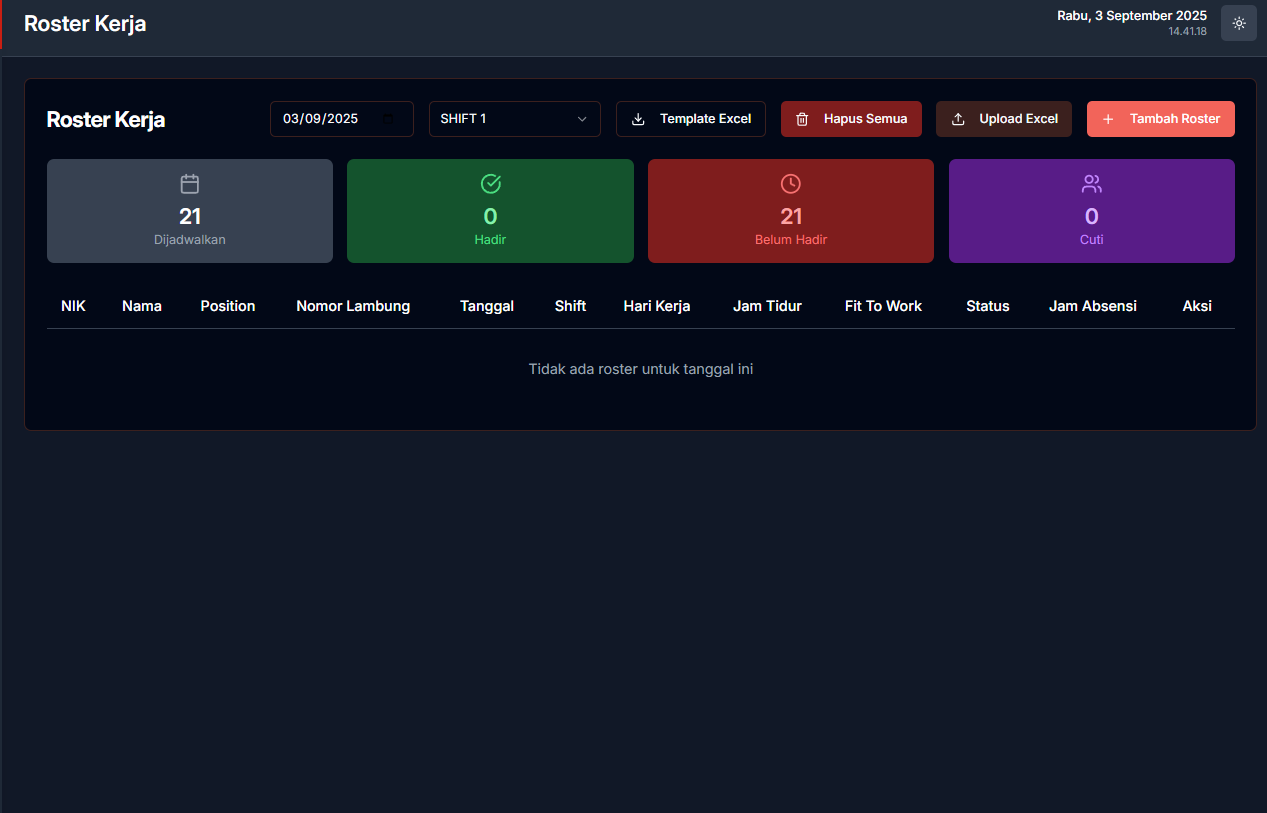 Roster Kerja
Rabu, 3 September 2025
14.41.18
Roster Kerja
03/09/2025
SHIFT 1
Template Excel
Hapus Semua
Upload Excel
Tambah Roster
21
Dijadwalkan
0
Hadir
21
Belum Hadir
0
Cuti
NIK Nama Position Nomor Lambung Tanggal Shift Hari Kerja Jam Tidur Fit To Work Status Jam Absensi Aksi
Tidak ada roster untuk tanggal ini